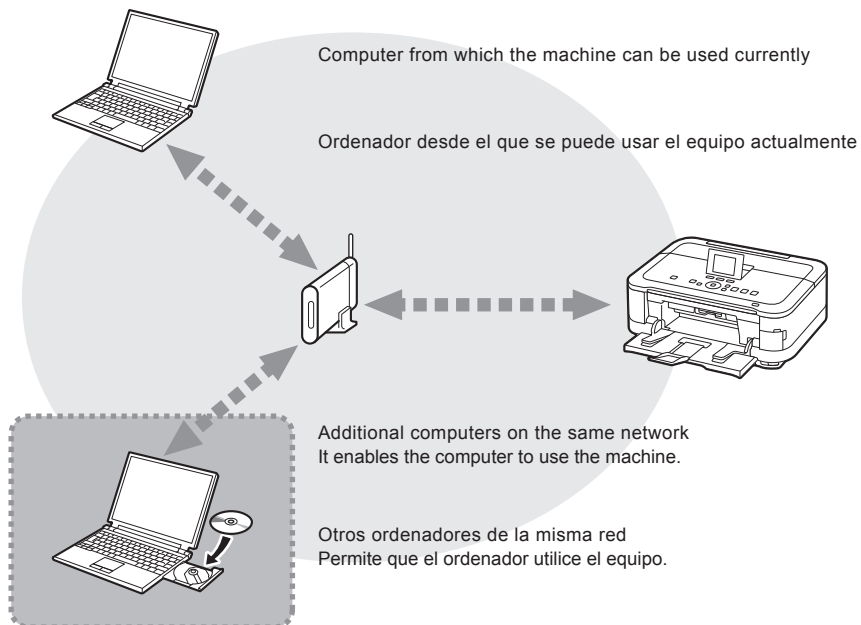 Computer from which the machine can be used currently
Ordenador desde el que se puede usar el equipo actualmente
Additional computers on the same network
It enables the computer to use the machine.
Otros ordenadores de la misma red
Permite que el ordenador utilice el equipo.